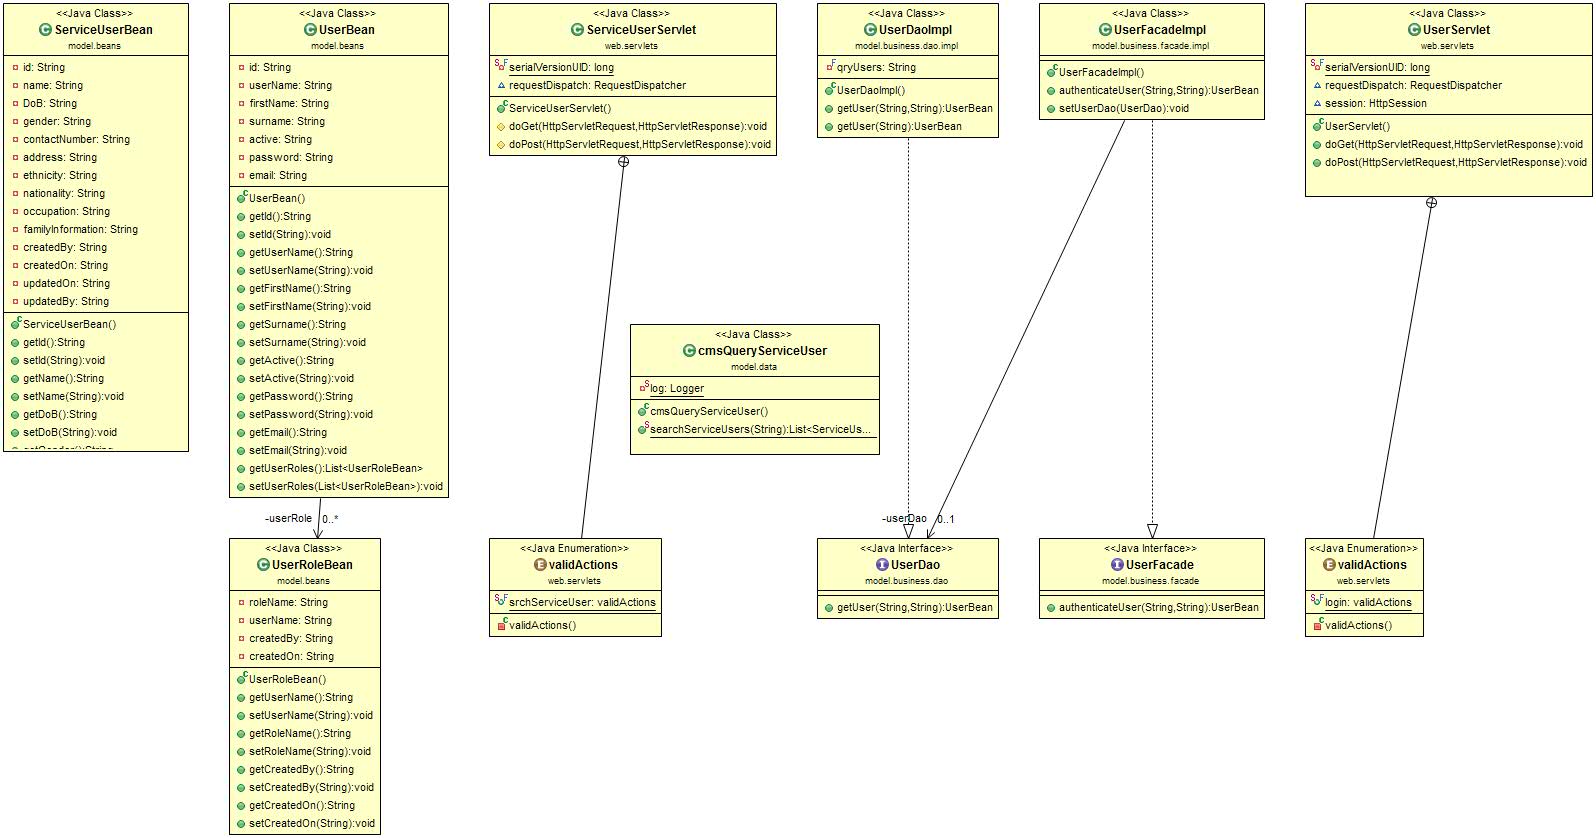 <<Java Class>>
ServiceUserBean
model.beans
id: String
name: String
DoB: String
gender: String
contactNumber: String
address: String
ethnicity: String
nationality: String
occupation: String
familyInformation: String
createdBy: String
createdOn: String
updatedOn: String
updatedBy: String
ServiceUserBean()
getId():String
setId(String):void
getName():String
setName(String):void
getDoB():String
setDoB(String):void
<<Java Class>>
UserBean
model.beans
id: String
userName: String
firstName: String
surname: String
active: String
password: String
email: String
UserBean()
getId():String
setId(String):void
getUserName():String
setUserName(String):void
getFirstName():String
setFirstName(String):void
getSurname():String
setSurname(String):void
getActive():String
setActive(String):void
getPassword():String
setPassword(String):void
getEmail():String
setEmail(String):void
getUserRoles():List<UserRoleBean>
setUserRoles(List<UserRoleBean>):void
-userRole 0..*
<<Java Class>>
UserRoleBean
model.beans
roleName: String
userName: String
createdBy: String
createdOn: String
UserRoleBean()
getUserName():String
setUserName(String):void
getRoleName():String
setRoleName(String):void
getCreatedBy():String
setCreatedBy(String):void
getCreatedOn():String
setCreatedOn(String):void
<<Java Class>>
ServiceUserServlet
web.servlets
serialVersionUID: long
requestDispatch: RequestDispatcher
ServiceUserServlet()
doGet(HttpServletRequest,HttpServletResponse):void
doPost(HttpServletRequest,HttpServletResponse):void
<<Java Enumeration>>
validActions
web.servlets
srchServiceUser: validActions
validActions()
<<Java Class>>
cmsQueryServiceUser
model.data
log: Logger
cmsQueryServiceUser()
searchServiceUsers(String):List<ServiceUs...
<<Java Class>>
UserDaoImpl
model.business.dao.impl
qryUsers: String
UserDaoImpl()
getUser(String,String):UserBean
getUser(String):UserBean
<<Java Class>>
UserFacadeImpl
model.business.facade.impl
UserFacadeImpl()
authenticateUser(String,String):UserBean
setUserDao(UserDao):void
-userDao 0..1
<<Java Interface>>
UserDao
model.business.dao
getUser(String,String):UserBean
<<Java Interface>>
UserFacade
model.business.facade
authenticateUser(String,String):UserBean
<<Java Class>>
UserServlet
web.servlets
serialVersionUID: long
requestDispatch: RequestDispatcher
session: HttpSession
UserServlet()
doGet(HttpServletRequest,HttpServletResponse):void
doPost(HttpServletRequest,HttpServletResponse):void
<<Java Enumeration>>
validActions
web.servlets
login: validActions
validActions()